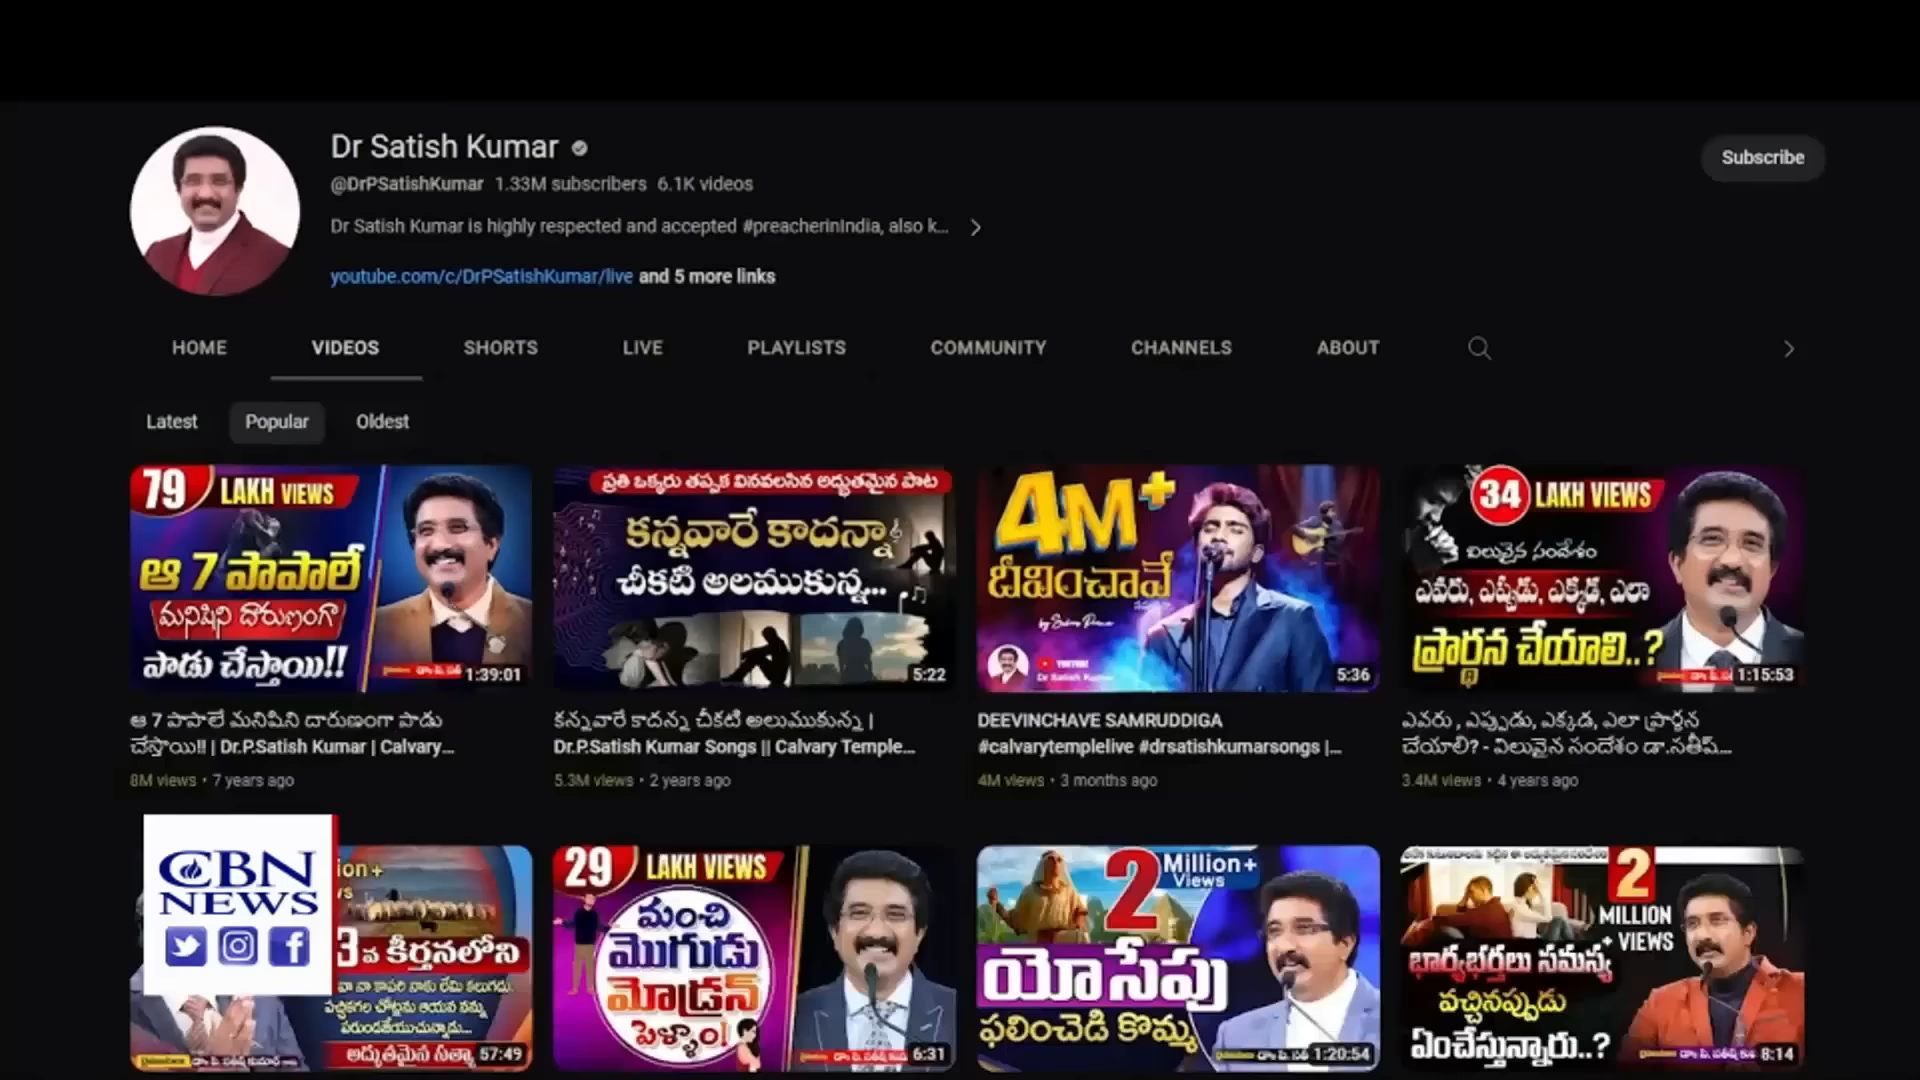 Dr Satish Kumar
Subscribe
@DrPSatishKumar 1.33M subscribers 6.1K videos
Dr Satish Kumar is highly respected and accepted #preacherinIndia, also k...
youtube.com/c/DrPSatishKumar/live and 5 more links
HOME VIDEOS SHORTS LIVE PLAYLISTS COMMUNITY CHANNELS ABOUT
Latest Popular Oldest
79 LAKH VIEWS
ఆ 7 పాపాలే
మనిషిని దారుణంగా
పాడు చేస్తాయి!!
1:39:01
ప్రతి ఒక్కరు తప్పక వినవలసిన అద్భుతమైన పాట
కన్నవారే కాదన్నా
చీకటి అలముకున్న...
5:22
4M+
దీవించావే
YOUTUBE
Dr Satish
5:36
34 LAKH VIEWS
విలువైన సందేశం
ఎవరు, ఎప్పుడు, ఎక్కడ, ఎలా
ప్రార్థన చేయాలి..?
1:15:53
ఆ 7 పాపాలే మనిషిని దారుణంగా పాడు
చేస్తాయి!! | Dr.P.Satish Kumar | Calvary...
8M views • 7 years ago
కన్నవారే కాదన్న చీకటి అలుముకున్న |
Dr.P.Satish Kumar Songs || Calvary Temple...
5.3M views • 2 years ago
DEEVINCHAVE SAMRUDDIGA
#calvarytemplelive #drsatishkumarsongs |...
4M views • 3 months ago
ఎవరు , ఎప్పుడు, ఎక్కడ, ఎలా ప్రార్థన
చేయాలి? - విలువైన సందేశం డా.సతీష్...
3.4M views • 4 years ago
CBN
NEWS
ion+
3వ కీర్తనలోని
57:49
29 LAKH VIEWS
మంచి
మొగుడు
మోడ్రన్
పెళ్ళాం!
6:31
2 Million+
Views
యోసేపు
ఫలించెడి కొమ్మ
1:20:54
2
MILLION
+ VIEWS
భార్యభర్తలు సమస్య
వచ్చినప్పుడు
ఏంచేస్తున్నారు..?
8:14